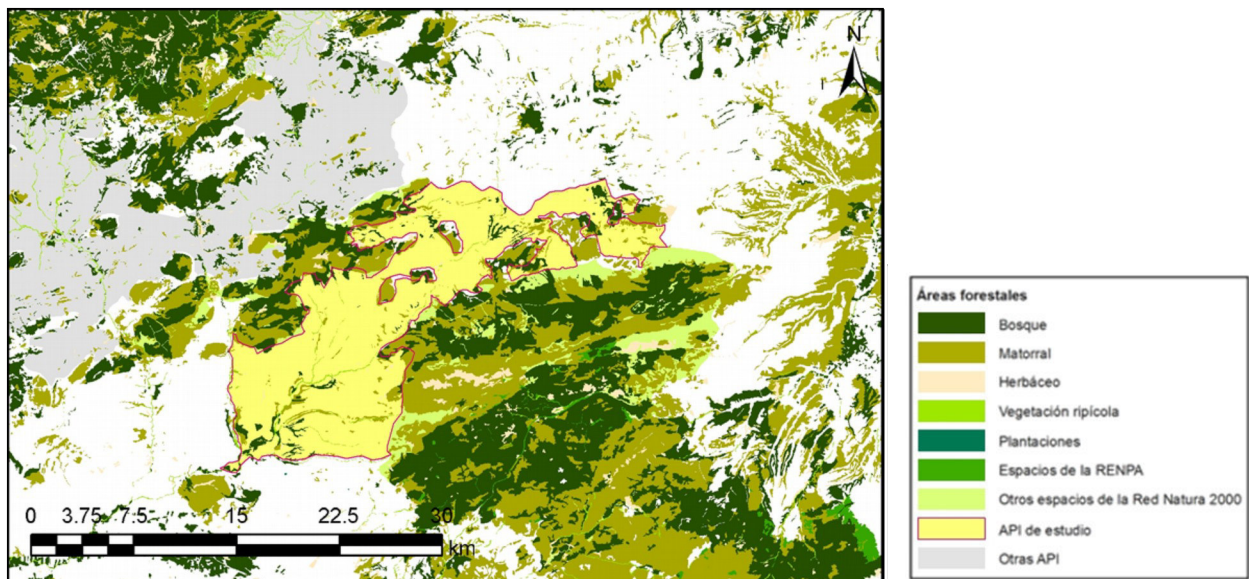 N
0 3.75 7.5 15 22.5 30
km
Áreas forestales
Bosque
Matorral
Herbáceo
Vegetación ripícola
Plantaciones
Espacios de la RENPA
Otros espacios de la Red Natura 2000
API de estudio
Otras API